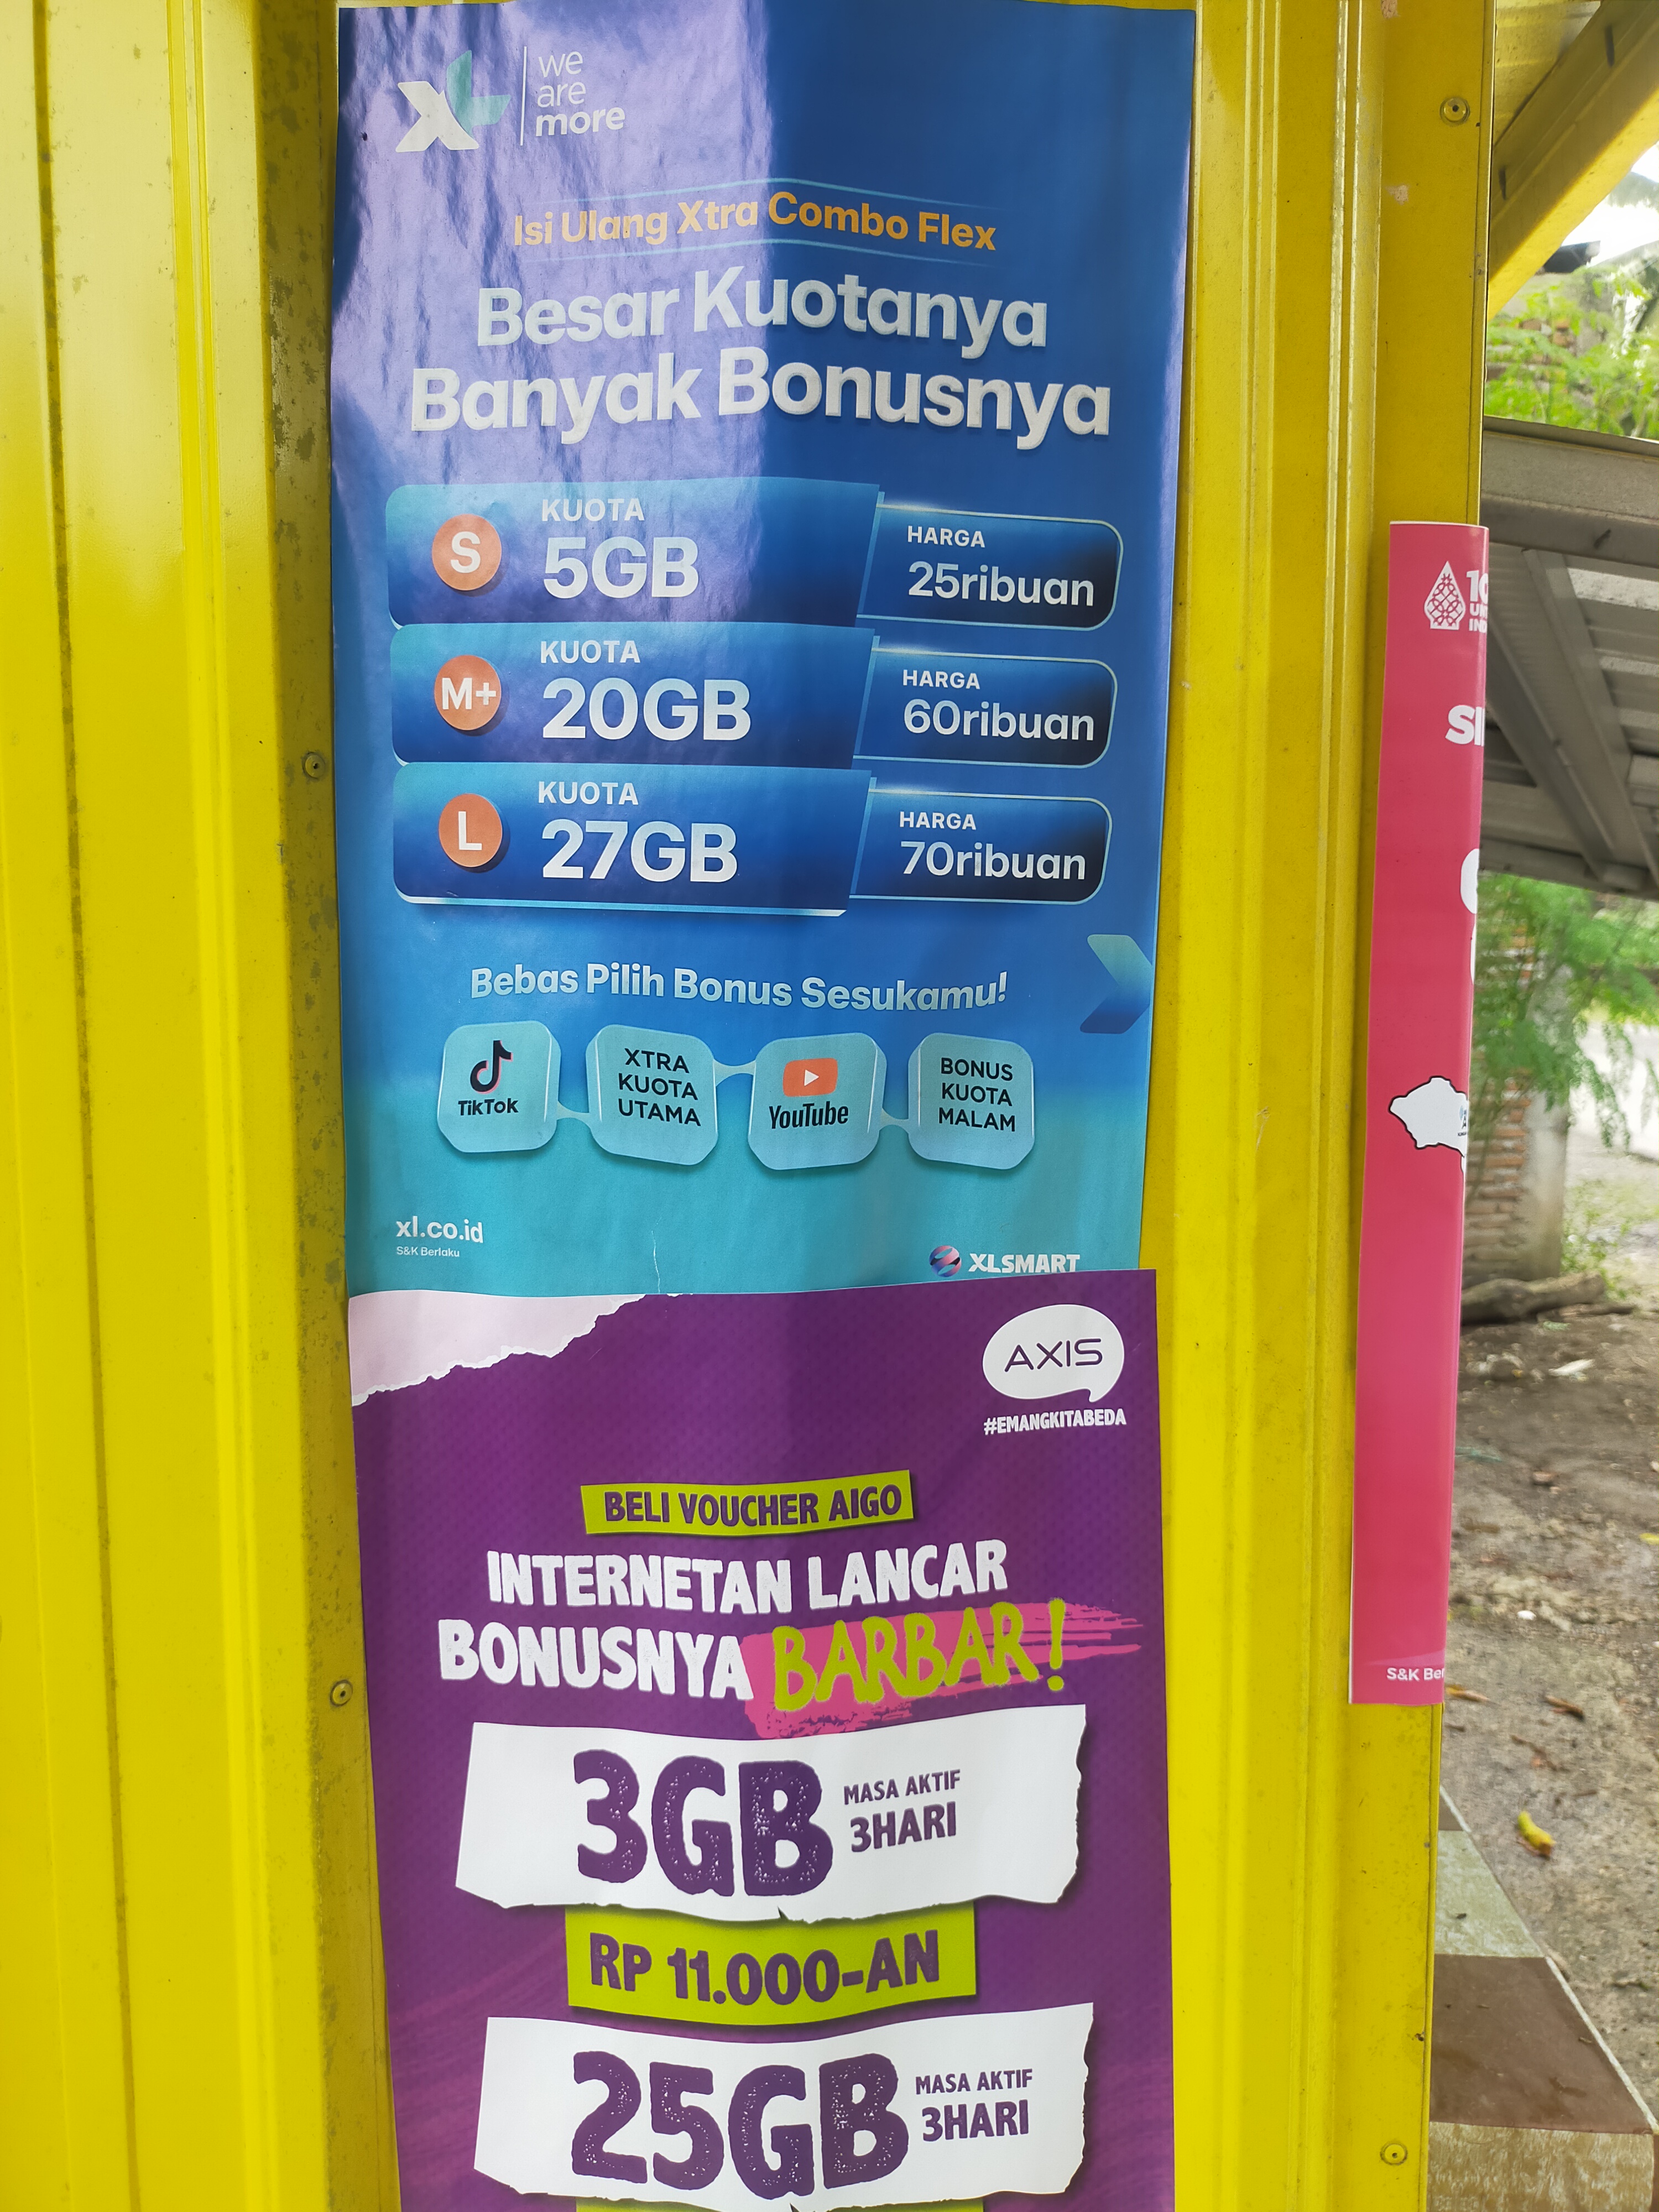 XL
we
are
more
Isi Ulang Xtra Combo Flex
Besar Kuotanya
Banyak Bonusnya
S
KUOTA
5GB
HARGA
25ribuan
M+
KUOTA
20GB
HARGA
60ribuan
L
KUOTA
27GB
HARGA
70ribuan
Bebas Pilih Bonus Sesukamu!
TikTok
XTRA
KUOTA
UTAMA
YouTube
BONUS
KUOTA
MALAM
xl.co.id
S&K Berlaku
XLSMART
AXIS
#EMANGKITABEDA
BELI VOUCHER AIGO
INTERNETAN LANCAR
BONUSNYA BARBAR!
3GB
MASA AKTIF
3HARI
RP 11.000-AN
25GB
MASA AKTIF
3HARI
S&K